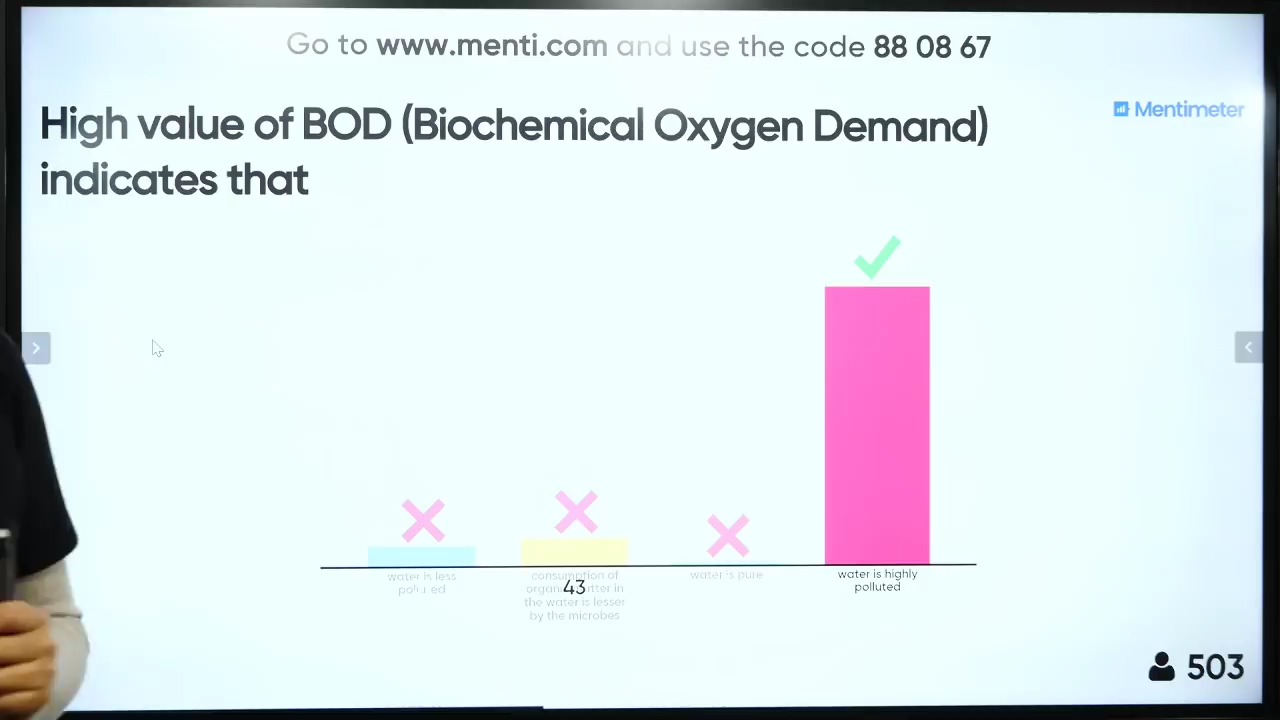 Go to www.menti.com and use the code 88 08 67
Mentimeter
High value of BOD (Biochemical Oxygen Demand)
indicates that
water is less
polluted
consumption of
43
organic matter in
the water is lesser
by the microbes
water is pure
water is highly
polluted
503